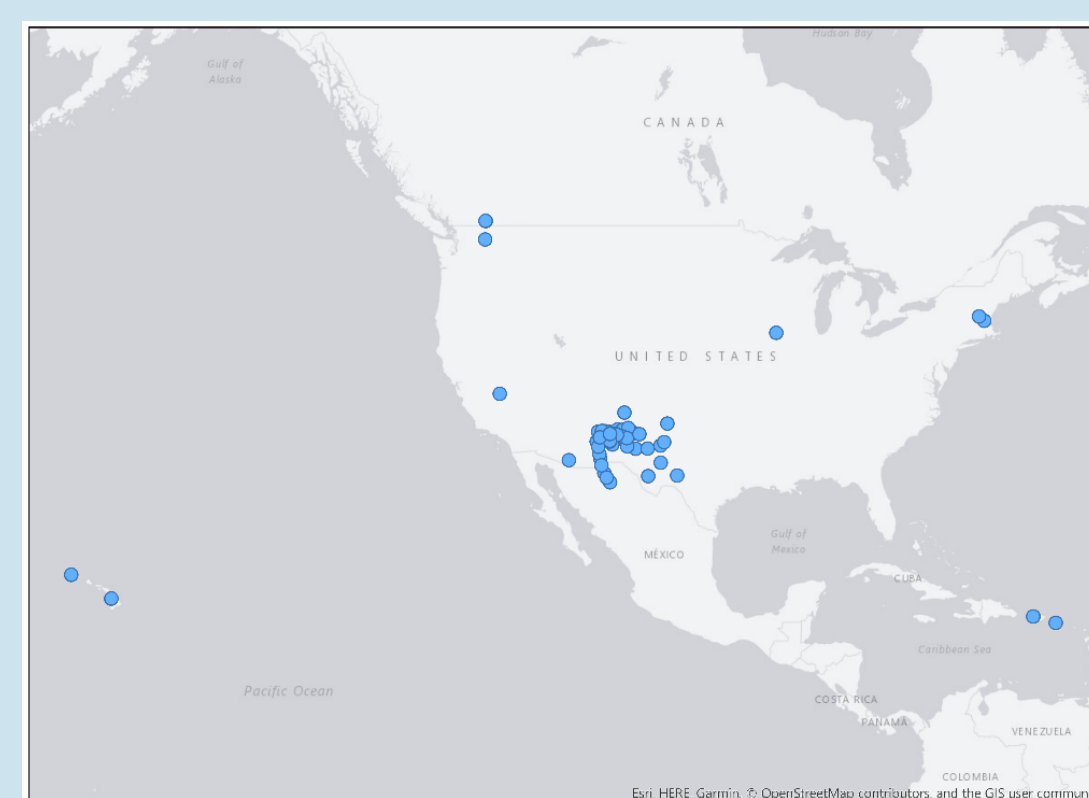 Hudson Bay
Gulf of
Alaska
CANADA
UNITED STATES
Gulf of
Mexico
MÉXICO
CUBA
Caribbean Sea
Pacific Ocean
COSTA RICA
PANAMÁ
VENEZUELA
COLOMBIA
Esri, HERE, Garmin, © OpenStreetMap contributors, and the GIS user commun